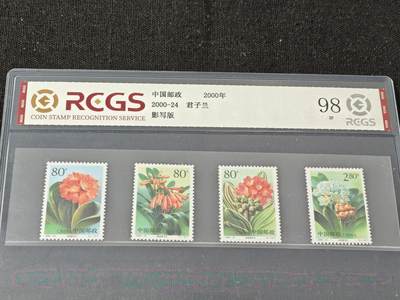 RCGS
COIN STAMP RECOGNITION SERVICE
中国邮政 2000年
2000-24 君子兰
影写版
98
RCGS
80分
80分
80分
2.80元
中国邮政
中国邮政
中国邮政
中国邮政